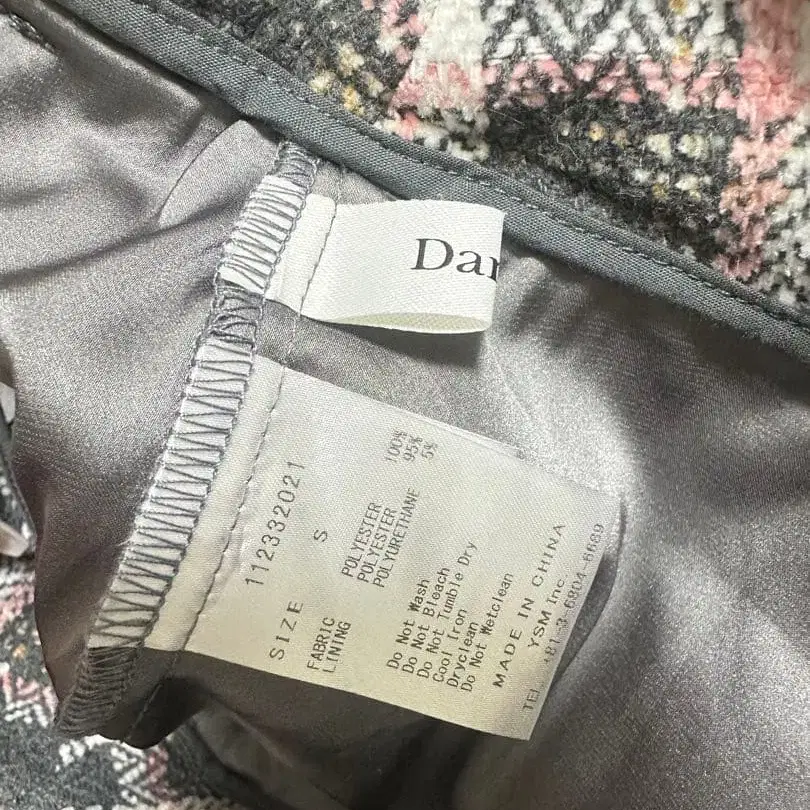 Dar
112332021
SIZE S
FABRIC POLYESTER 100%
LINING POLYESTER 95%
POLYURETHANE 5%
Do Not Wash
Do Not Bleach
Do Not Tumble Dry
Cool Iron
Dryclean
Do Not Wetclean
MADE IN CHINA
YSM Inc.
TEL +81-3-6804-6689